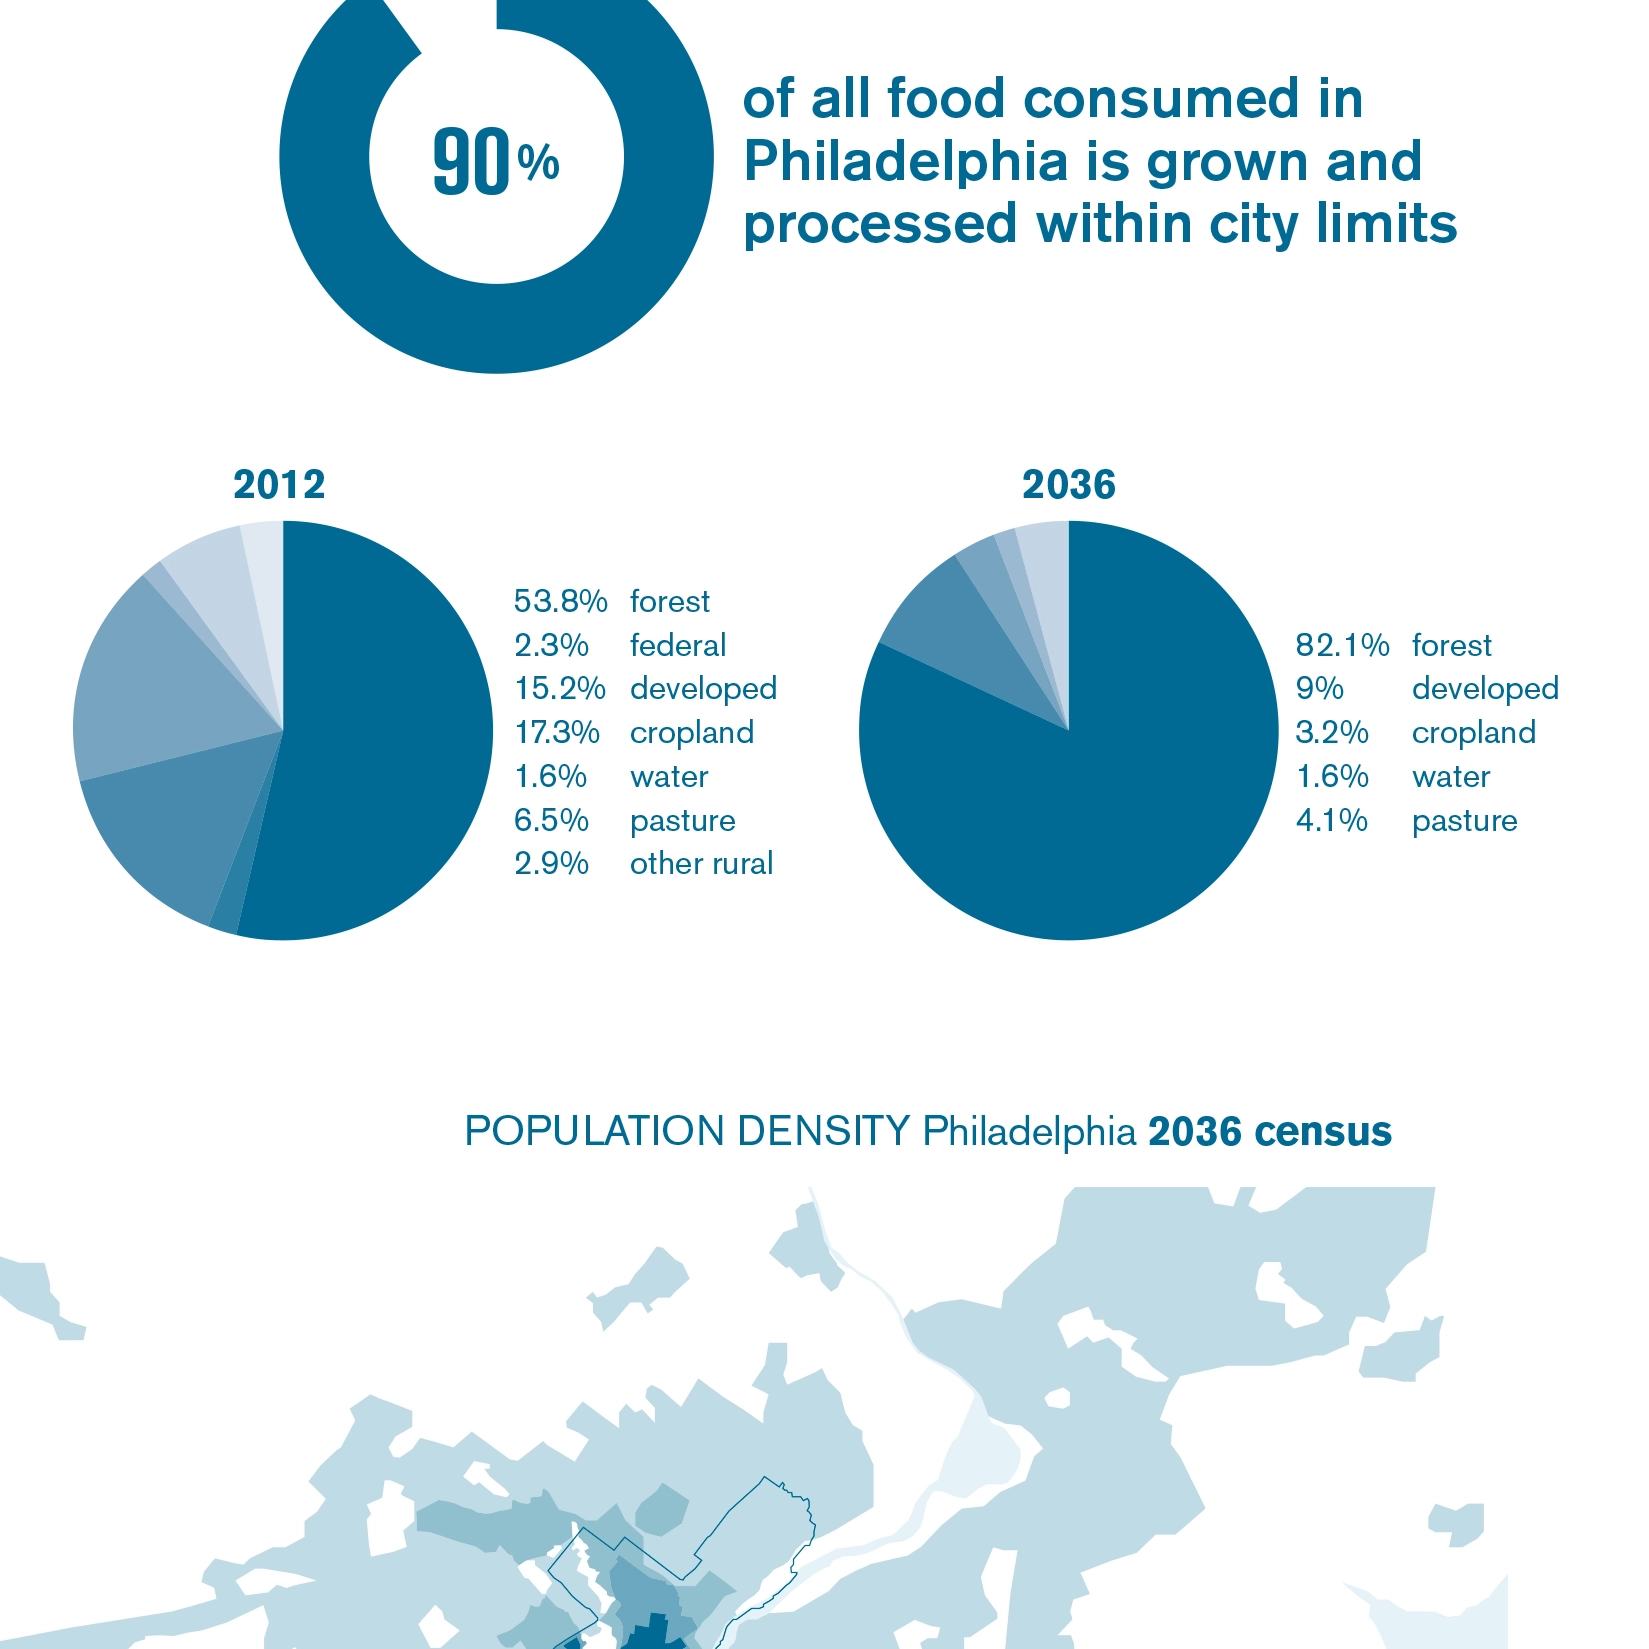 90%
of all food consumed in
Philadelphia is grown and
processed within city limits
2012
53.8% forest
2.3% federal
15.2% developed
17.3% cropland
1.6% water
6.5% pasture
2.9% other rural
2036
82.1% forest
9% developed
3.2% cropland
1.6% water
4.1% pasture
POPULATION DENSITY Philadelphia 2036 census